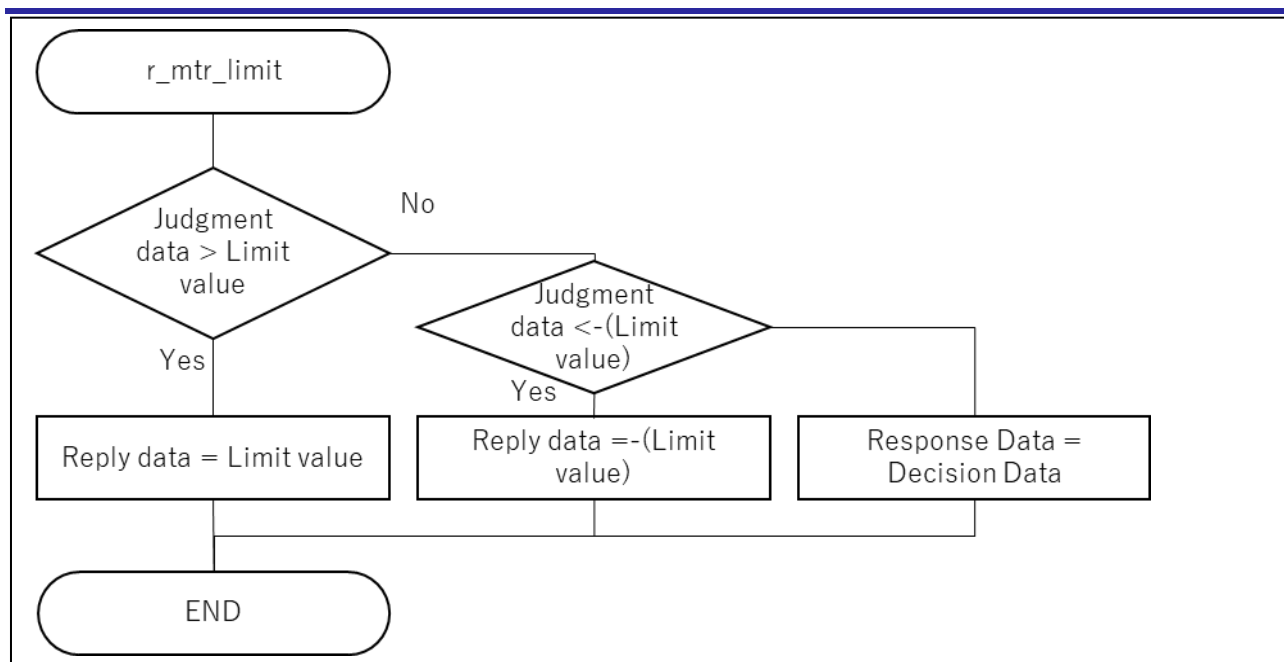 r_mtr_limit
Judgment
data > Limit
value
No
Yes
Judgment
data <-(Limit
value)
Yes
Reply data = Limit value
Reply data =-(Limit
value)
Response Data =
Decision Data
END